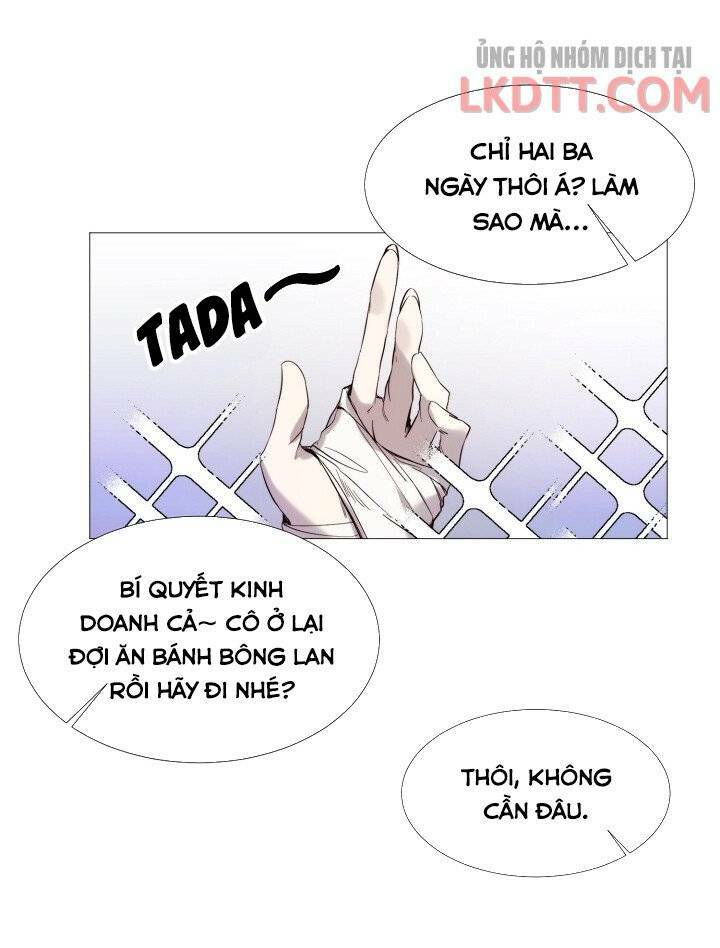 ỦNG HỘ NHÓM DỊCH TẠI
LKDTT.COM
CHỈ HAI BA
NGÀY THÔI Á? LÀM
SAO MÀ...
TADA~
BÍ QUYẾT KINH
DOANH CẢ~ CÔ Ở LẠI
ĐỢI ĂN BÁNH BÔNG LAN
RỒI HÃY ĐI NHÉ?
THÔI, KHÔNG
CẦN ĐÂU.